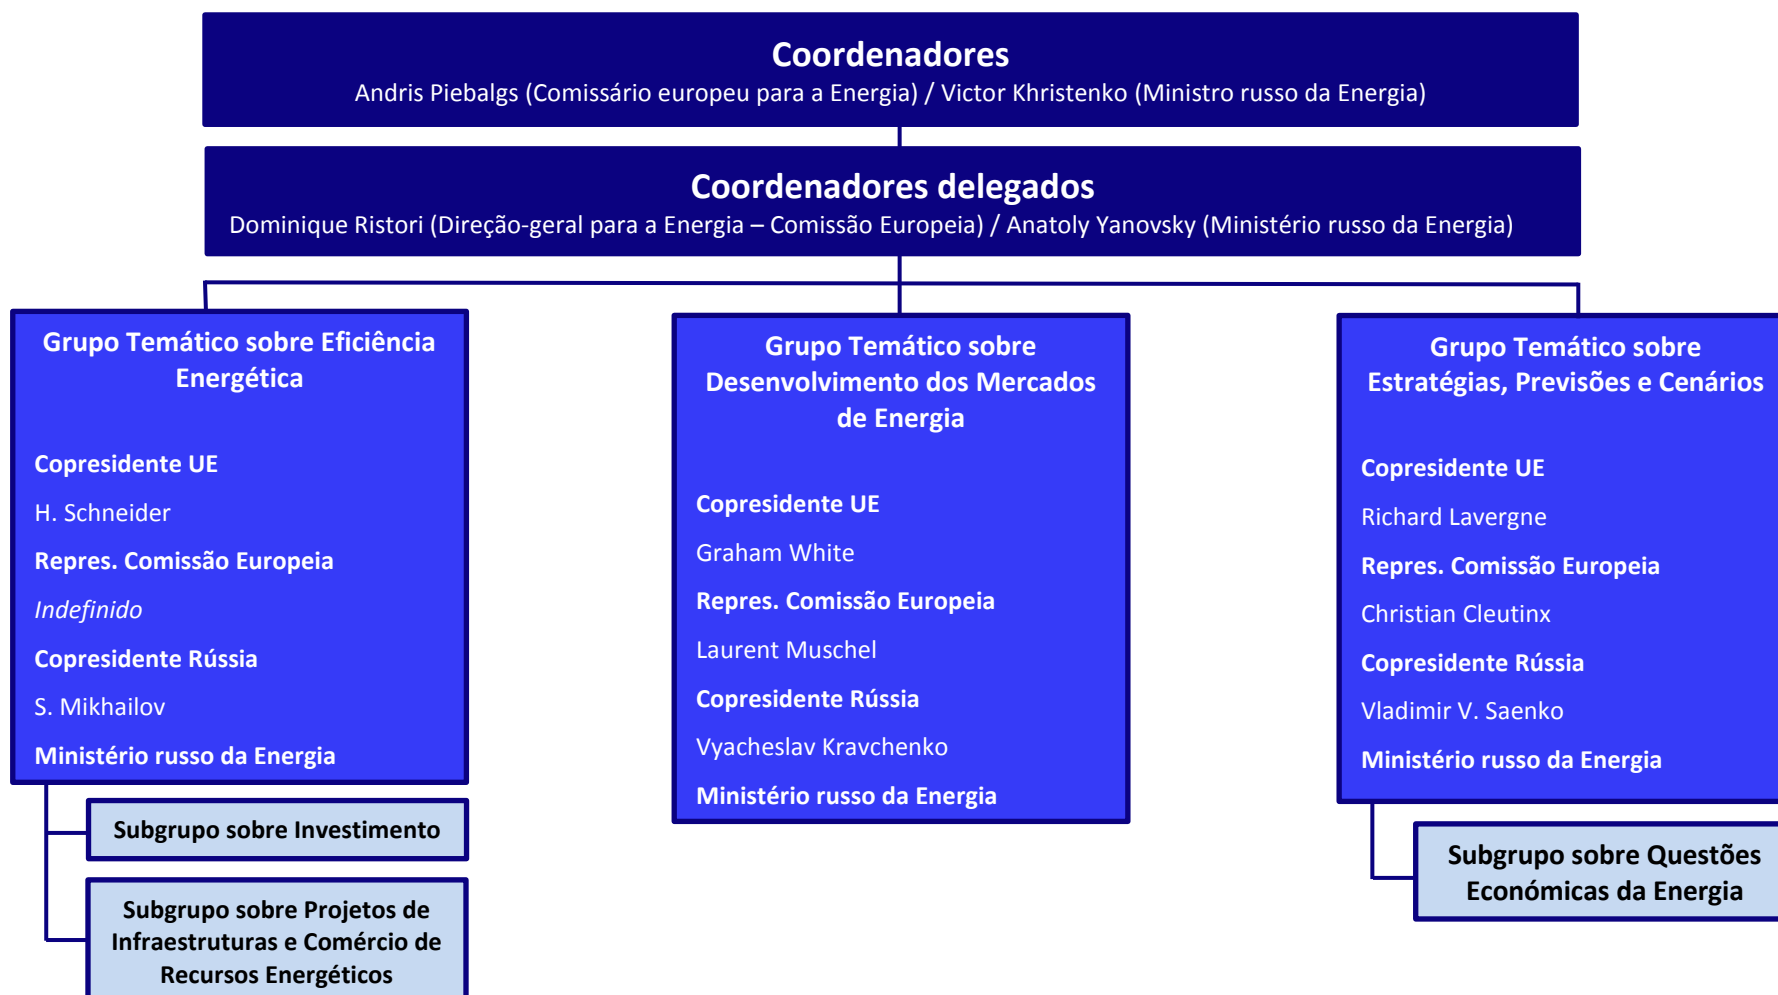 Coordenadores
Andris Piebalgs (Comissário europeu para a Energia) / Victor Khristenko (Ministro russo da Energia)
Coordenadores delegados
Dominique Ristori (Direção-geral para a Energia – Comissão Europeia) / Anatoly Yanovsky (Ministério russo da Energia)
Grupo Temático sobre Eficiência
Energética
Copresidente UE
H. Schneider
Repres. Comissão Europeia
Indefinido
Copresidente Rússia
S. Mikhailov
Ministério russo da Energia
Subgrupo sobre Investimento
Subgrupo sobre Projetos de
Infraestruturas e Comércio de
Recursos Energéticos
Grupo Temático sobre
Desenvolvimento dos Mercados
de Energia
Copresidente UE
Graham White
Repres. Comissão Europeia
Laurent Muschel
Copresidente Rússia
Vyacheslav Kravchenko
Ministério russo da Energia
Grupo Temático sobre
Estratégias, Previsões e Cenários
Copresidente UE
Richard Lavergne
Repres. Comissão Europeia
Christian Cleutinx
Copresidente Rússia
Vladimir V. Saenko
Ministério russo da Energia
Subgrupo sobre Questões
Económicas da Energia